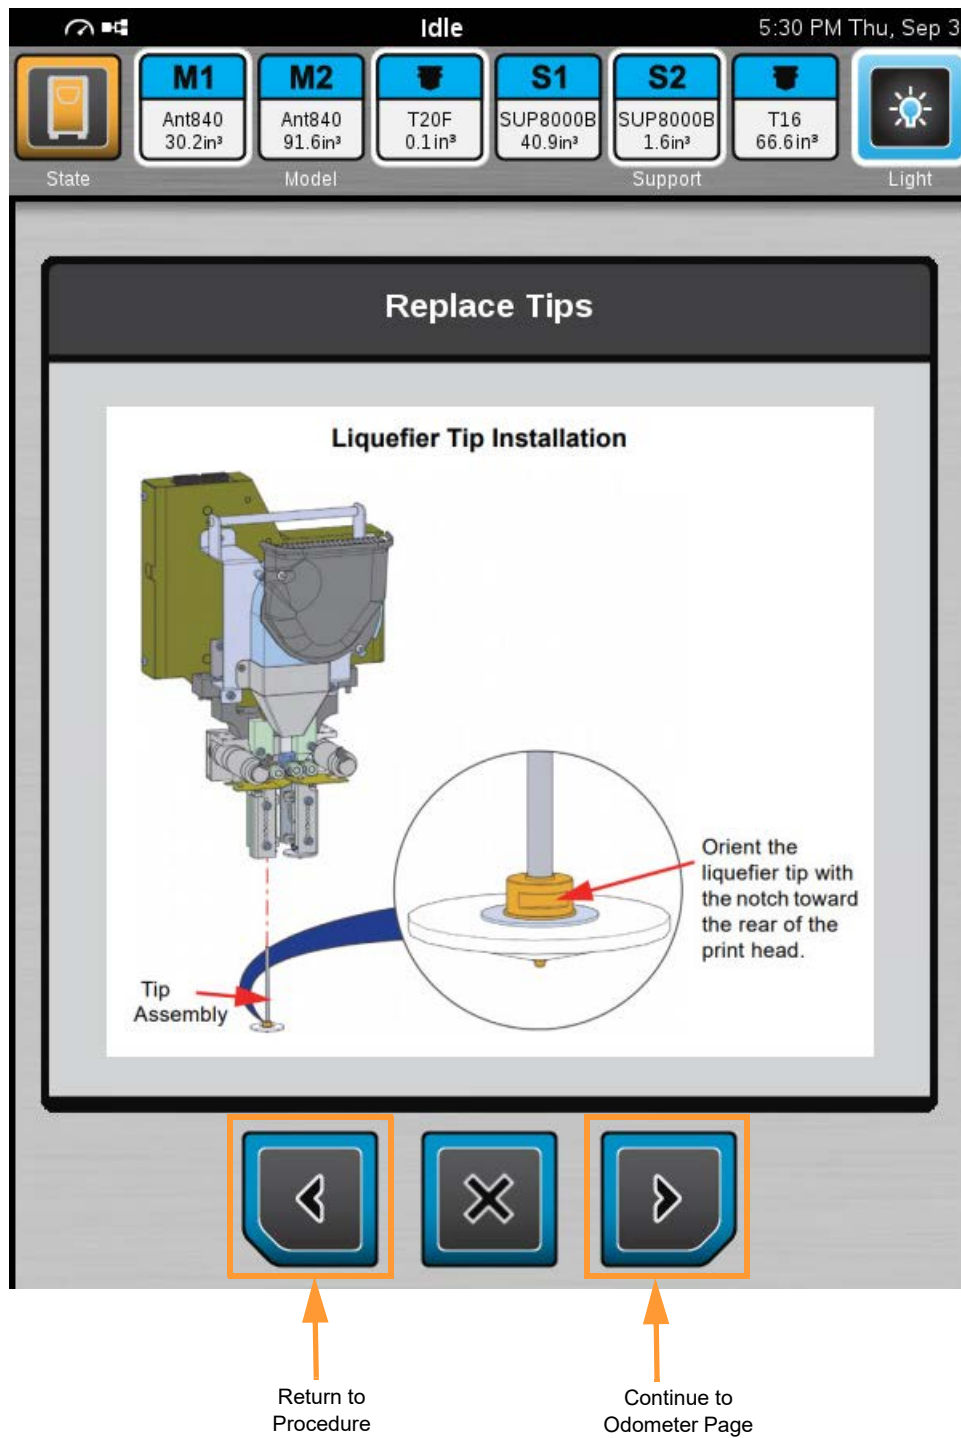 Idle
5:30 PM Thu, Sep 3
M1
M2
S1
S2
Ant840
30.2in³
Ant840
91.6in³
T20F
0.1in³
SUP8000B
40.9in³
SUP8000B
1.6in³
T16
66.6in³
State
Model
Support
Light
Replace Tips
Liquefier Tip Installation
Orient the
liquefier tip with
the notch toward
the rear of the
print head.
Tip
Assembly
Return to
Procedure
Continue to
Odometer Page